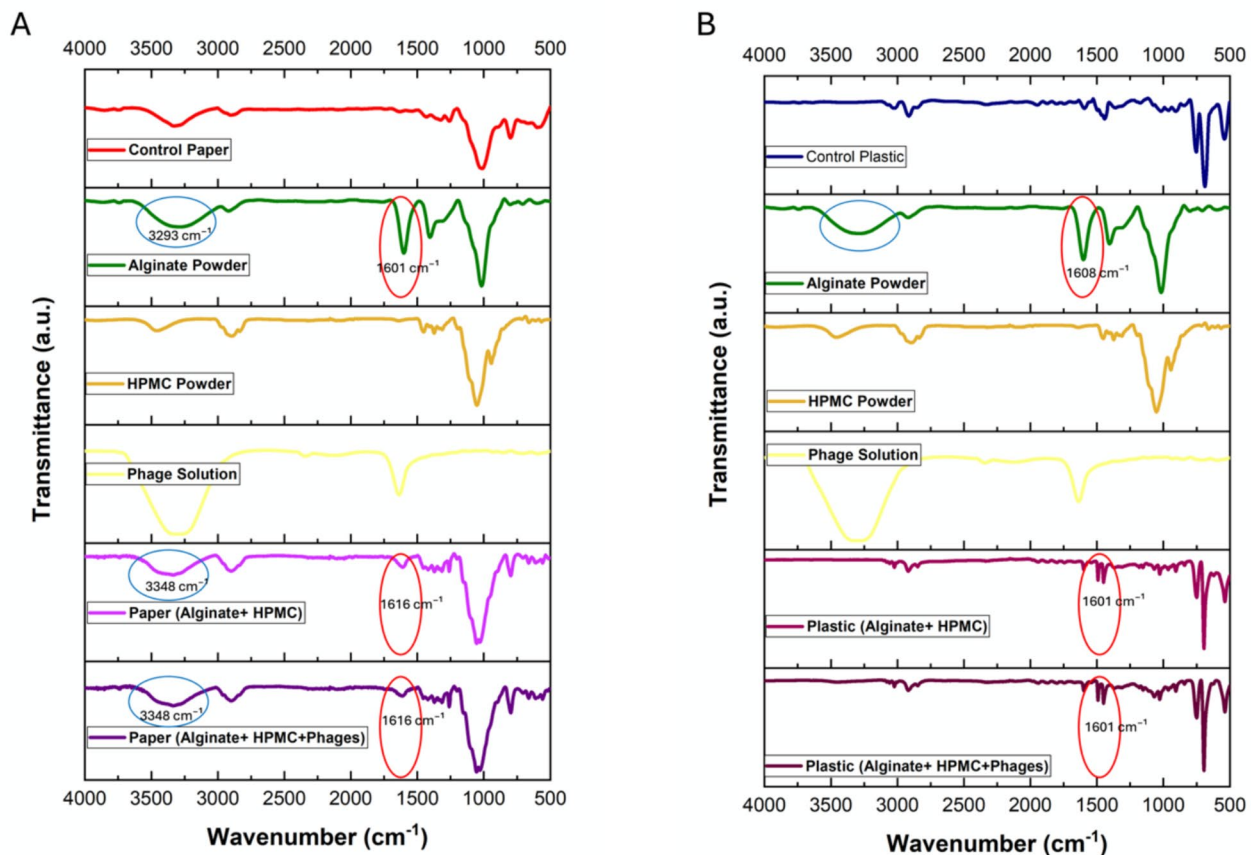 A
4000 3500 3000 2500 2000 1500 1000 500
Control Paper
3293 cm⁻¹
1601 cm⁻¹
Alginate Powder
HPMC Powder
Phage Solution
3348 cm⁻¹
1616 cm⁻¹
Paper (Alginate+ HPMC)
3348 cm⁻¹
1616 cm⁻¹
Paper (Alginate+ HPMC+Phages)
4000 3500 3000 2500 2000 1500 1000 500
Wavenumber (cm⁻¹)
Transmittance (a.u.)
B
4000 3500 3000 2500 2000 1500 1000 500
Control Plastic
1608 cm⁻¹
Alginate Powder
HPMC Powder
Phage Solution
1601 cm⁻¹
Plastic (Alginate+ HPMC)
1601 cm⁻¹
Plastic (Alginate+ HPMC+Phages)
4000 3500 3000 2500 2000 1500 1000 500
Wavenumber (cm⁻¹)
Transmittance (a.u.)